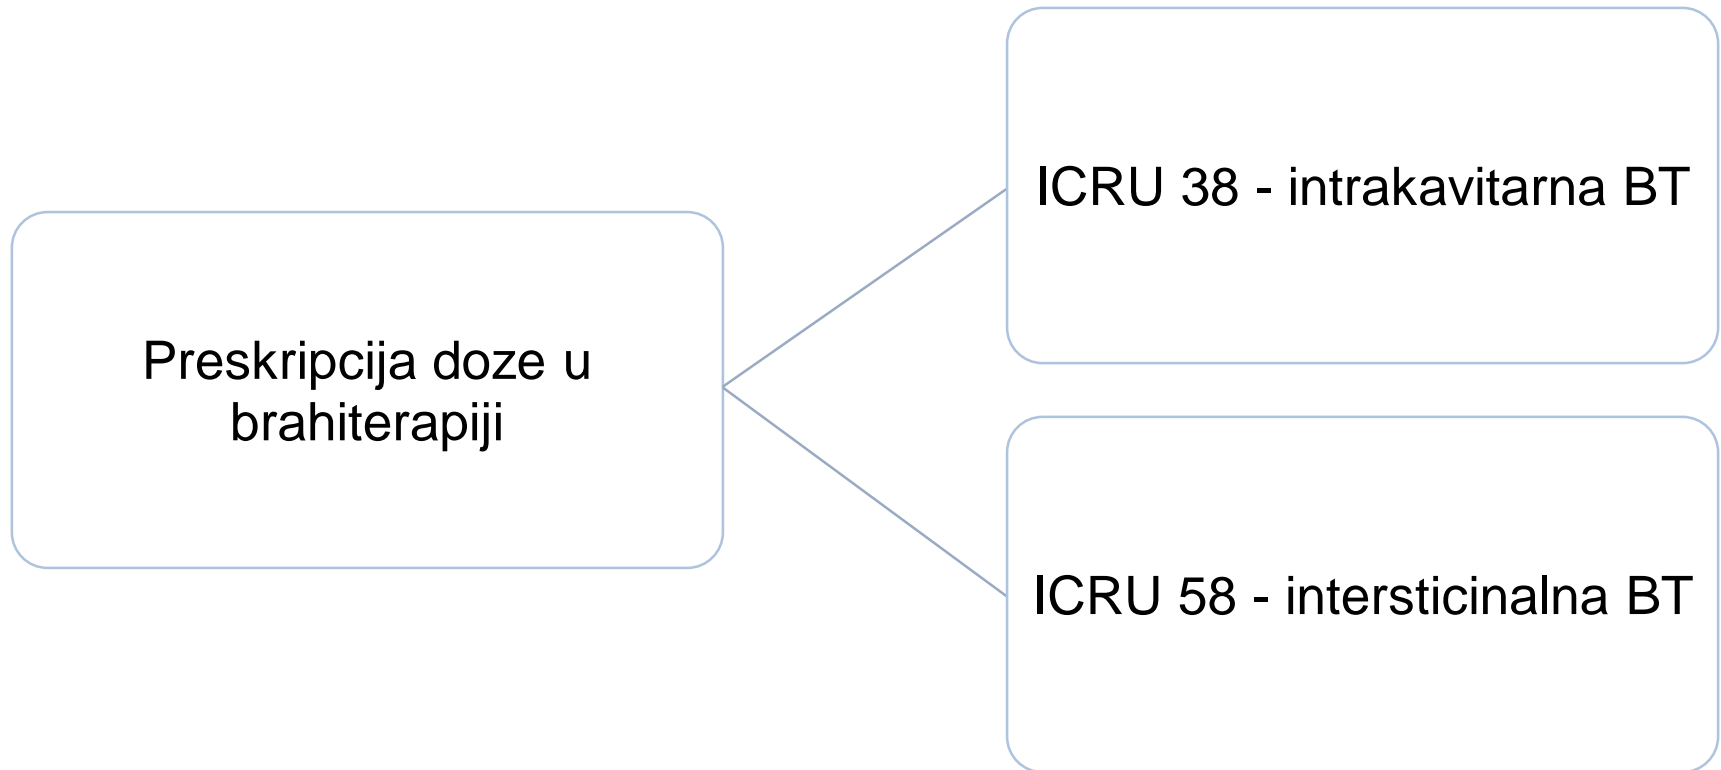 Preskripcija doze u
brahiterapiji
ICRU 38 - intrakavitarna BT
ICRU 58 - intersticinalna BT